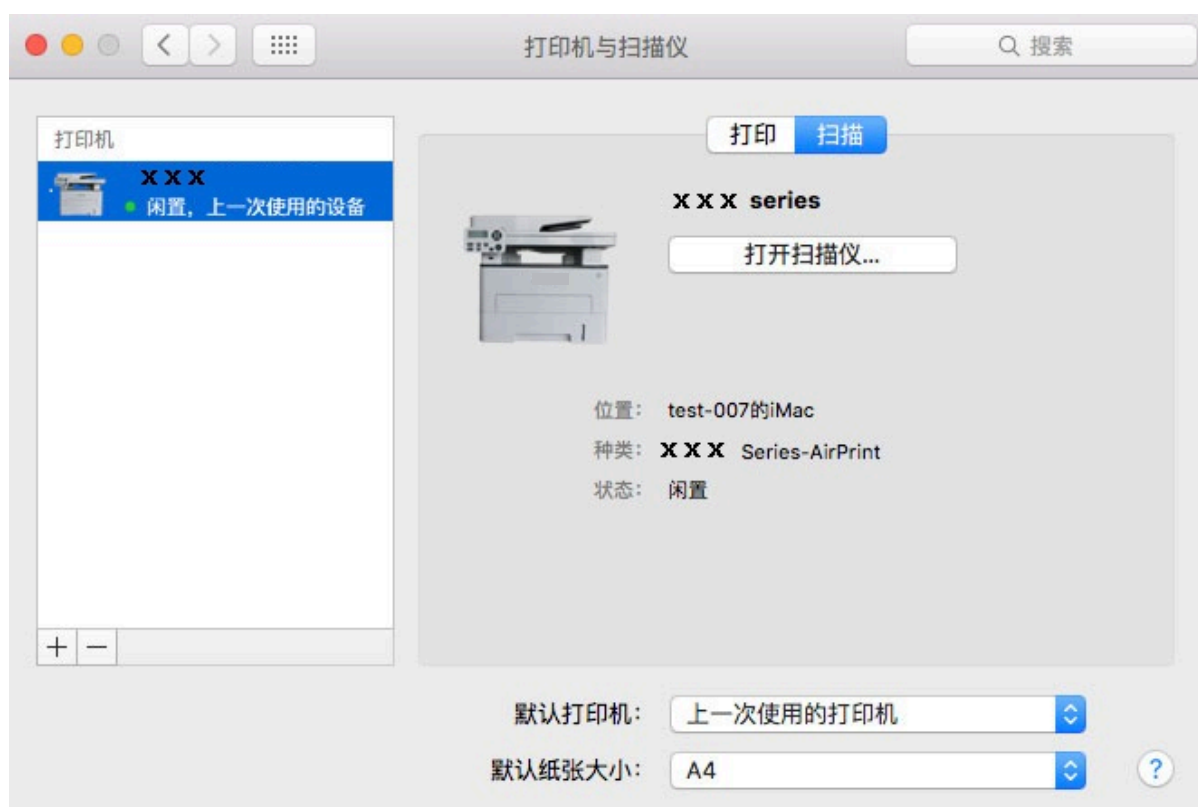 打印机与扫描仪
搜索
打印机
X X X
闲置，上一次使用的设备
打印 扫描
X X X series
打开扫描仪...
位置： test-007的iMac
种类： X X X Series-AirPrint
状态： 闲置
默认打印机： 上一次使用的打印机
默认纸张大小： A4